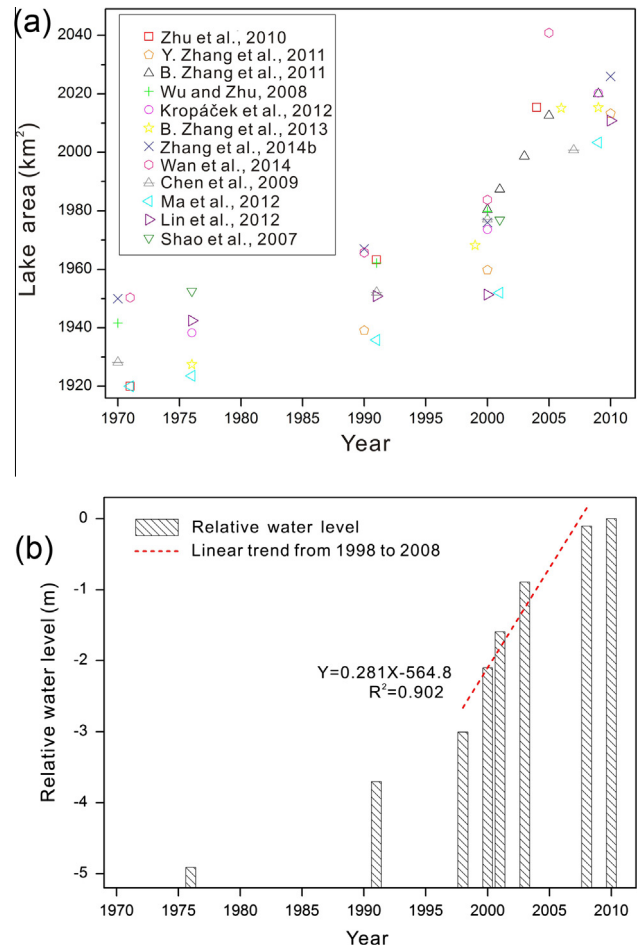 (a)
Lake area (km²)
2040
2020
2000
1980
1960
1940
1920
Zhu et al., 2010
Y. Zhang et al., 2011
B. Zhang et al., 2011
Wu and Zhu, 2008
Kropáček et al., 2012
B. Zhang et al., 2013
Zhang et al., 2014b
Wan et al., 2014
Chen et al., 2009
Ma et al., 2012
Lin et al., 2012
Shao et al., 2007
1970 1975 1980 1985 1990 1995 2000 2005 2010
Year
(b)
Relative water level (m)
0
-1
-2
-3
-4
-5
Relative water level
Linear trend from 1998 to 2008
Y=0.281X-564.8
R²=0.902
1970 1975 1980 1985 1990 1995 2000 2005 2010
Year